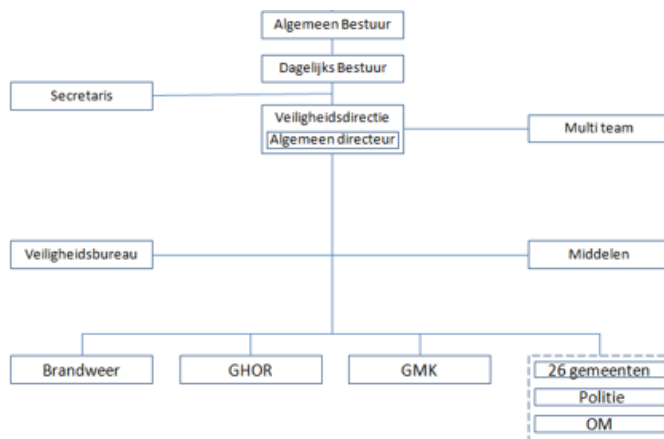 Algemeen Bestuur
Dagelijks Bestuur
Secretaris
Veiligheidsdirectie
Algemeen directeur
Multi team
Veiligheidsbureau
Middelen
Brandweer
GHOR
GMK
26 gemeenten
Politie
OM